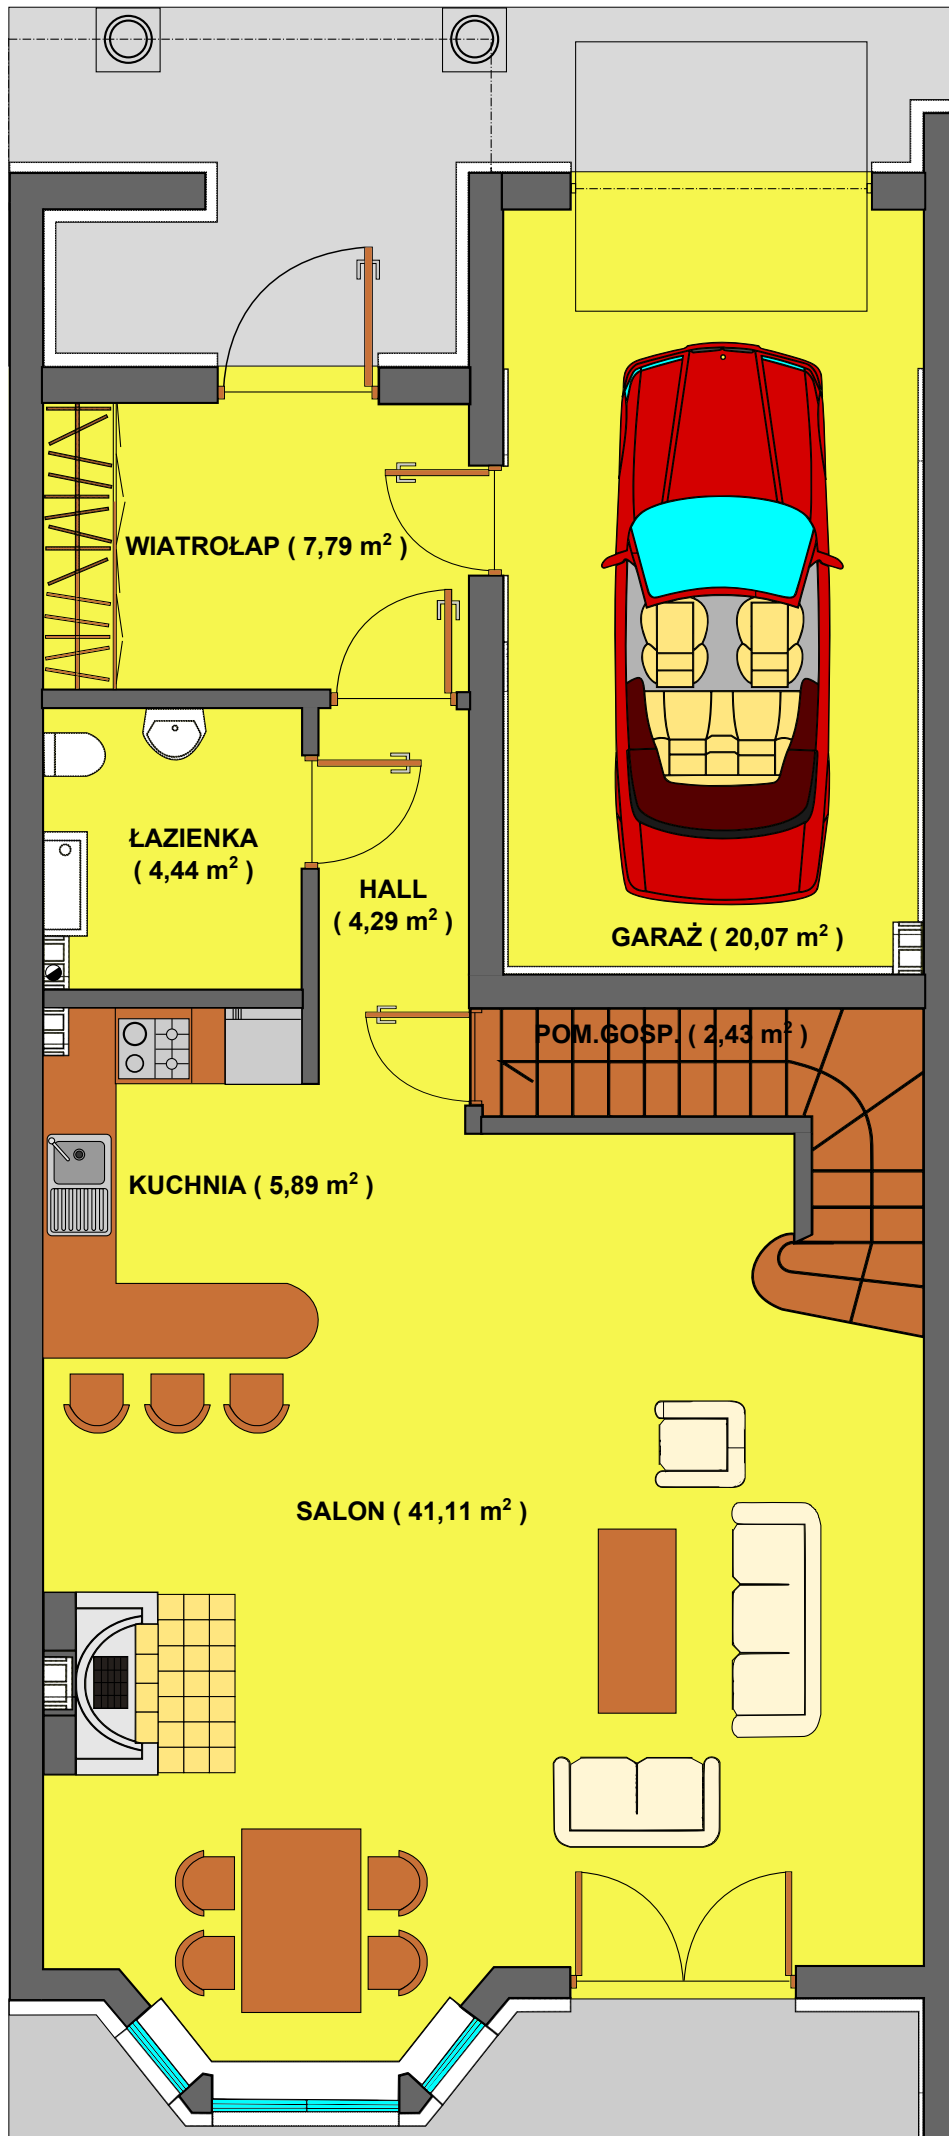 WIATROŁAP ( 7,79 m² )
ŁAZIENKA
( 4,44 m² )
HALL
( 4,29 m² )
GARAŻ ( 20,07 m² )
POM.GOSP. ( 2,43 m² )
KUCHNIA ( 5,89 m² )
SALON ( 41,11 m² )